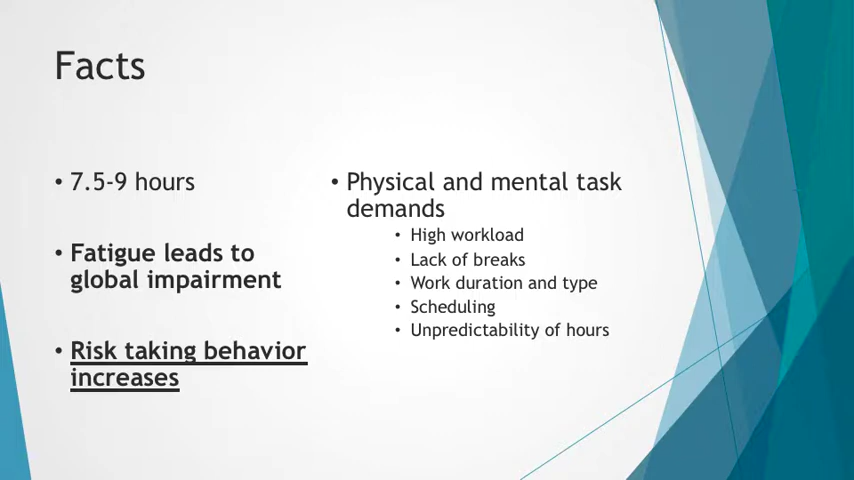 Facts
• 7.5-9 hours
• Fatigue leads to
global impairment
• Risk taking behavior
increases
• Physical and mental task
demands
• High workload
• Lack of breaks
• Work duration and type
• Scheduling
• Unpredictability of hours